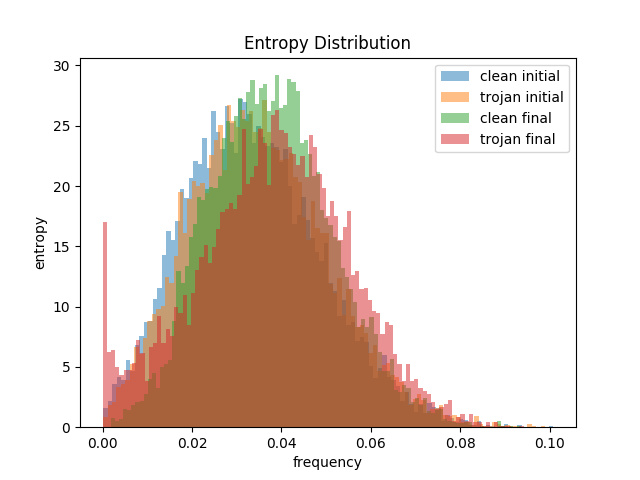 Entropy Distribution
30
25
20
15
10
5
0
entropy
clean initial
trojan initial
clean final
trojan final
0.00 0.02 0.04 0.06 0.08 0.10
frequency